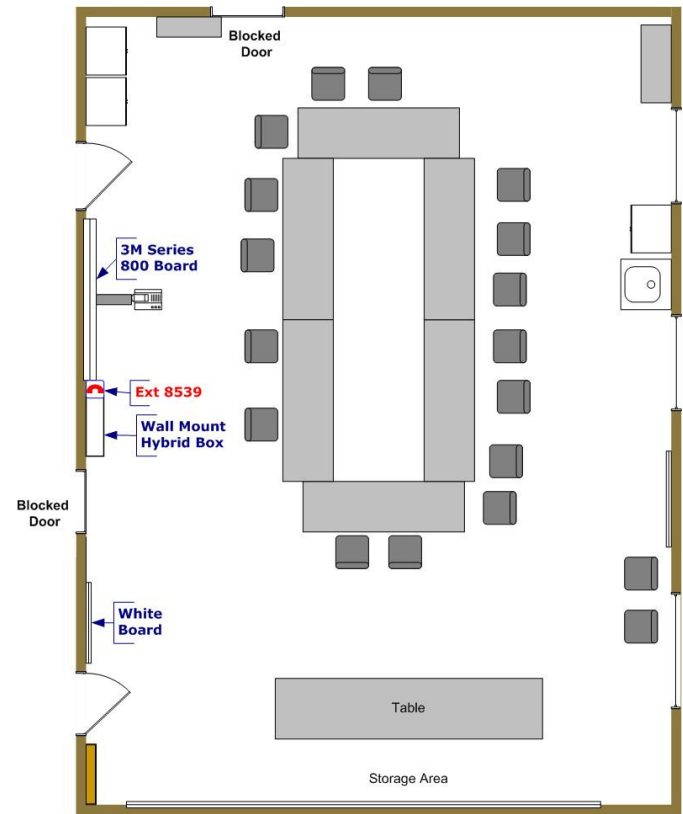 Blocked
Door
3M Series
800 Board
Ext 8539
Wall Mount
Hybrid Box
Blocked
Door
White
Board
Table
Storage Area